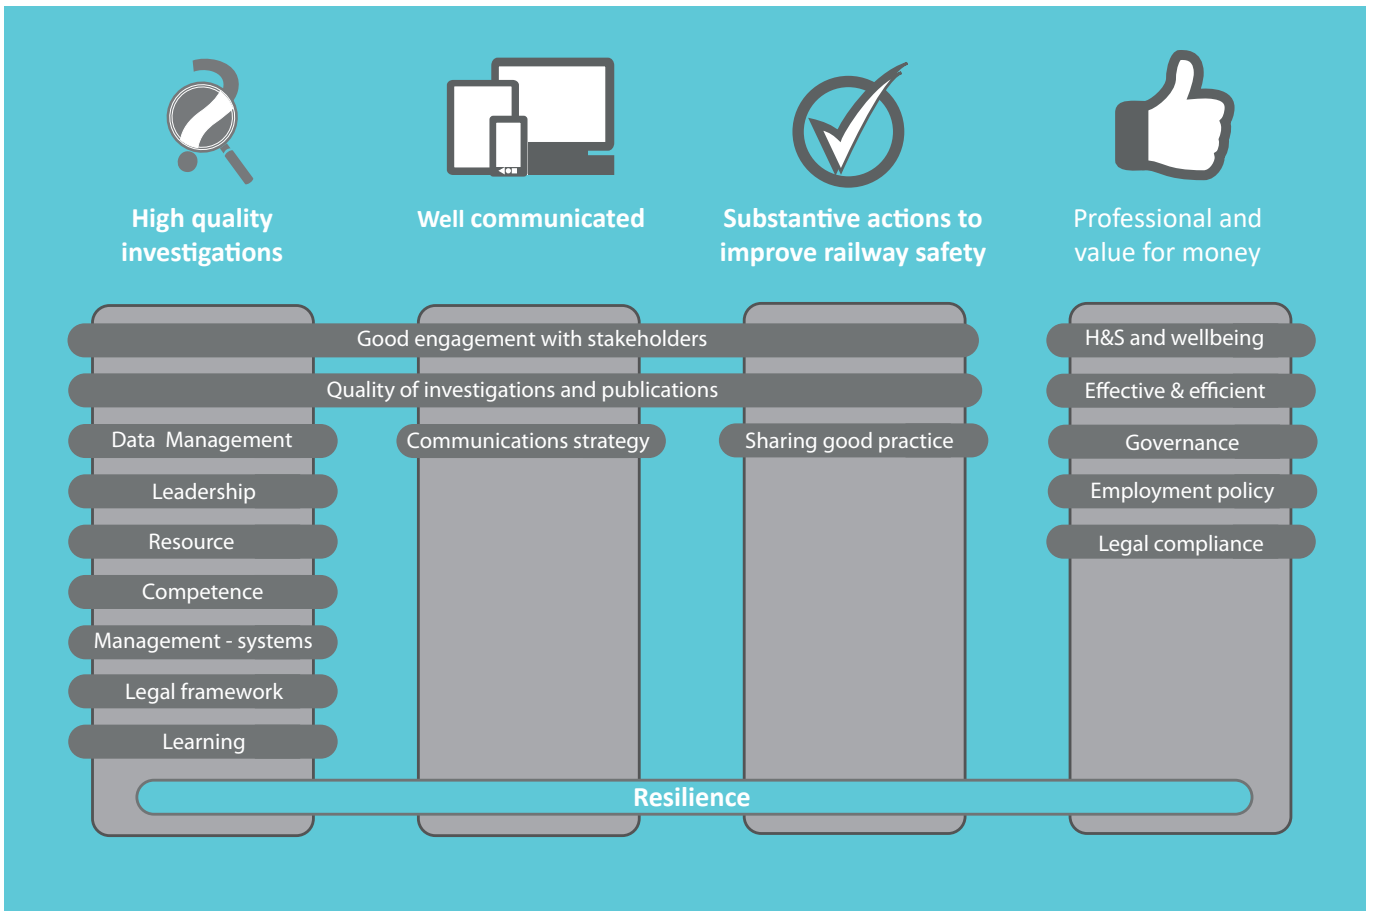 High quality
investigations
Well communicated
Substantive actions to
improve railway safety
Professional and
value for money
Good engagement with stakeholders
H&S and wellbeing
Quality of investigations and publications
Effective & efficient
Data Management
Communications strategy
Sharing good practice
Governance
Leadership
Employment policy
Resource
Legal compliance
Competence
Management - systems
Legal framework
Learning
Resilience